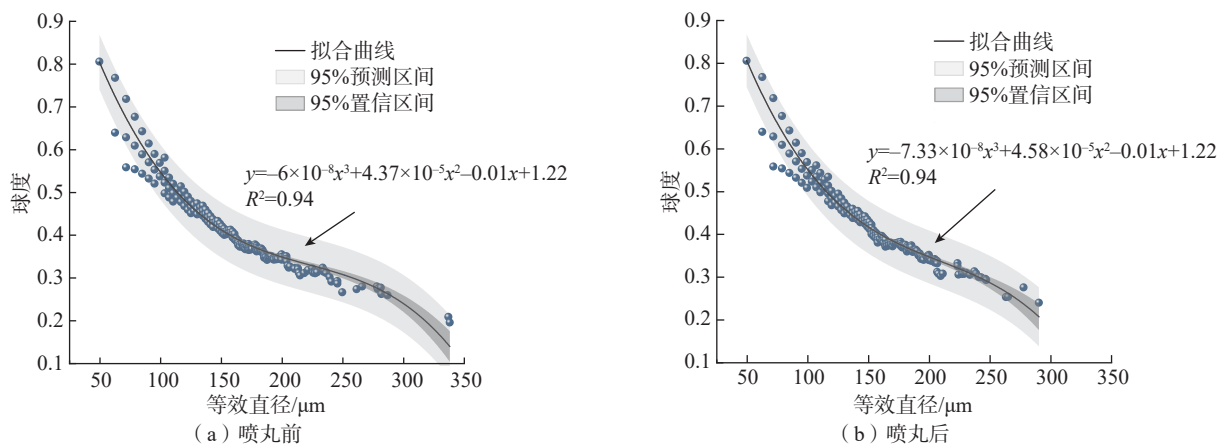 0.9
0.8
0.7
0.6
0.5
0.4
0.3
0.2
0.1
球度
拟合曲线
95%预测区间
95%置信区间
y=–6×10⁻⁸x³+4.37×10⁻⁵x²–0.01x+1.22
R²=0.94
50 100 150 200 250 300 350
等效直径/μm
(a)喷丸前
0.9
0.8
0.7
0.6
0.5
0.4
0.3
0.2
0.1
球度
拟合曲线
95%预测区间
95%置信区间
y=–7.33×10⁻⁸x³+4.58×10⁻⁵x²–0.01x+1.22
R²=0.94
50 100 150 200 250 300 350
等效直径/μm
(b)喷丸后